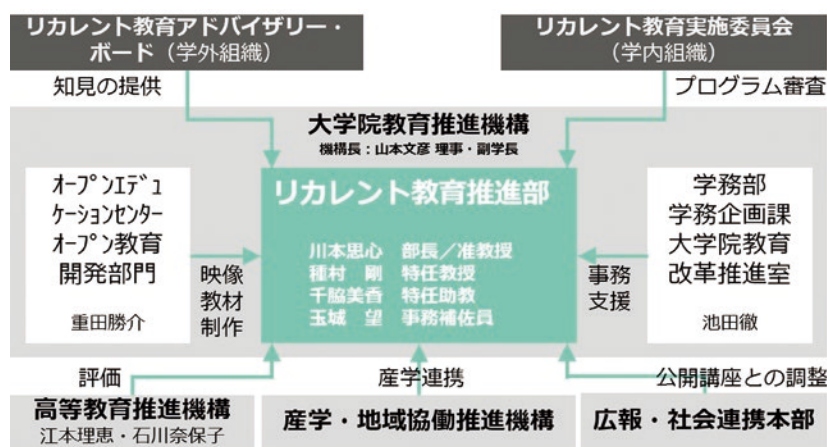 リカレント教育アドバイザリー・
ボード（学外組織）
リカレント教育実施委員会
（学内組織）
知見の提供
プログラム審査
大学院教育推進機構
機構長：山本文彦 理事・副学長
ｵｰﾌﾟﾝｴﾃﾞｭ
ｹｰｼｮﾝｾﾝﾀｰ
ｵｰﾌﾟﾝ教育
開発部門
重田勝介
映像
教材
制作
リカレント教育推進部
川本思心 部長／准教授
種村 剛 特任教授
千脇美香 特任助教
玉城 望 事務補佐員
事務
支援
学務部
学務企画課
大学院教育
改革推進室
池田徹
評価
産学連携
公開講座との調整
高等教育推進機構
江本理恵・石川奈保子
産学・地域協働推進機構
広報・社会連携本部